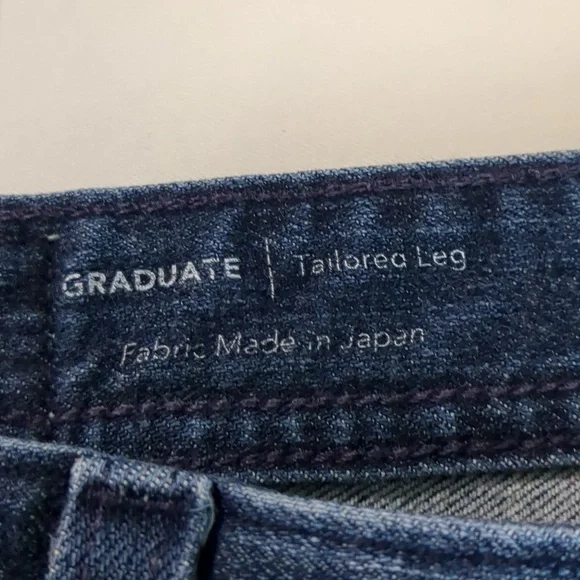 GRADUATE | Tailored Leg
Fabric Made in Japan